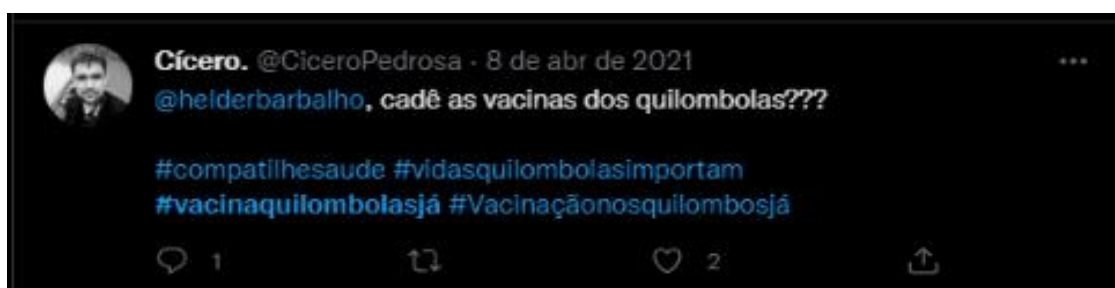 Cícero. @CiceroPedrosa · 8 de abr de 2021
@helderbarbalho, cadê as vacinas dos quilombolas???
#compatilhesaude #vidasquilombolasimportam
#vacinaquilombolasjá #Vacinaçãonosquilombosjá
1 2